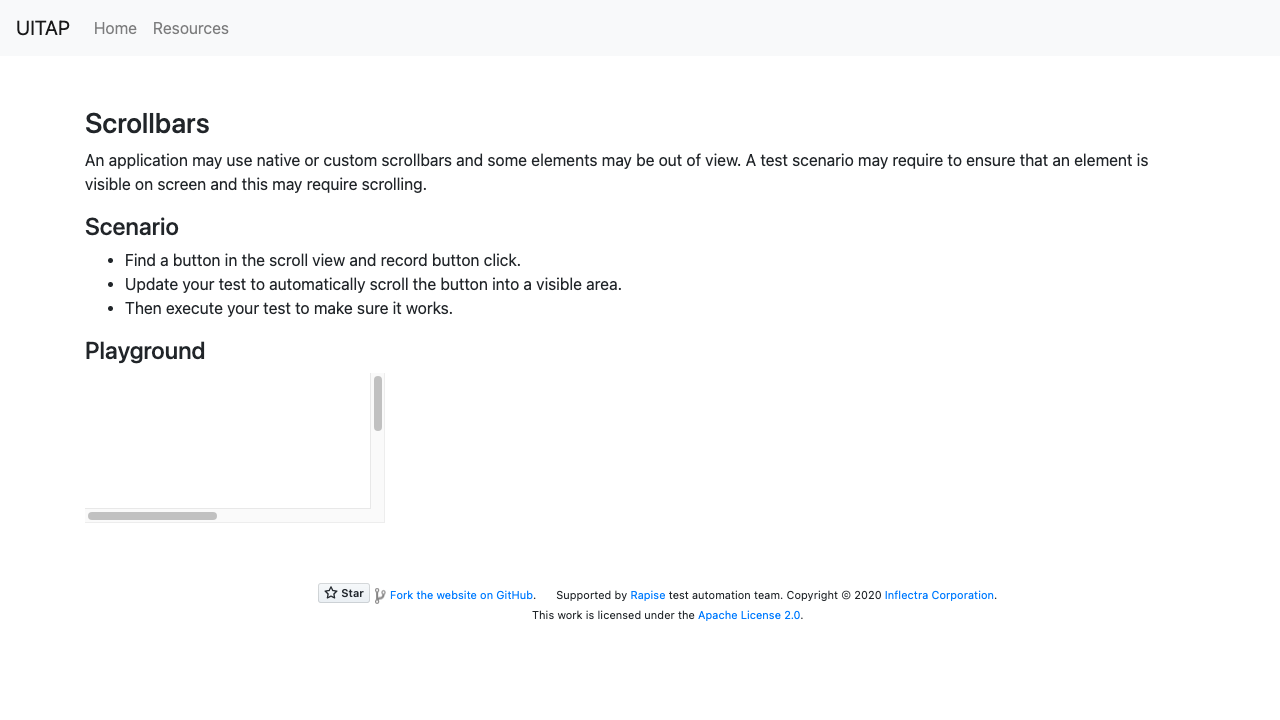 UITAP Home Resources
Scrollbars
An application may use native or custom scrollbars and some elements may be out of view. A test scenario may require to ensure that an element is
visible on screen and this may require scrolling.
Scenario
• Find a button in the scroll view and record button click.
• Update your test to automatically scroll the button into a visible area.
• Then execute your test to make sure it works.
Playground
Star Fork the website on GitHub. Supported by Rapise test automation team. Copyright © 2020 Inflectra Corporation.
This work is licensed under the Apache License 2.0.